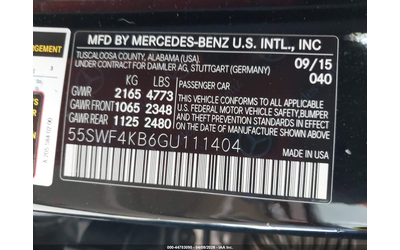 MFD BY MERCEDES-BENZ U.S. INTL., INC
TUSCALOOSA COUNTY, ALABAMA (USA)
UNDER CONTRACT FOR DAIMLER AG, STUTTGART (GERMANY)
09/15
040
KG LBS
PASSENGER CAR
GVWR 2165 4773
GAWR FRONT 1065 2348
GAWR REAR 1125 2480
THIS VEHICLE CONFORMS TO ALL
APPLICABLE FEDERAL MOTOR VEHICLE
SAFETY, BUMPER, AND THEFT PREVENTION
STANDARDS IN EFFECT ON THE DATE OF
MANUFACTURE SHOWN ABOVE.
55SWF4KB6GU111404